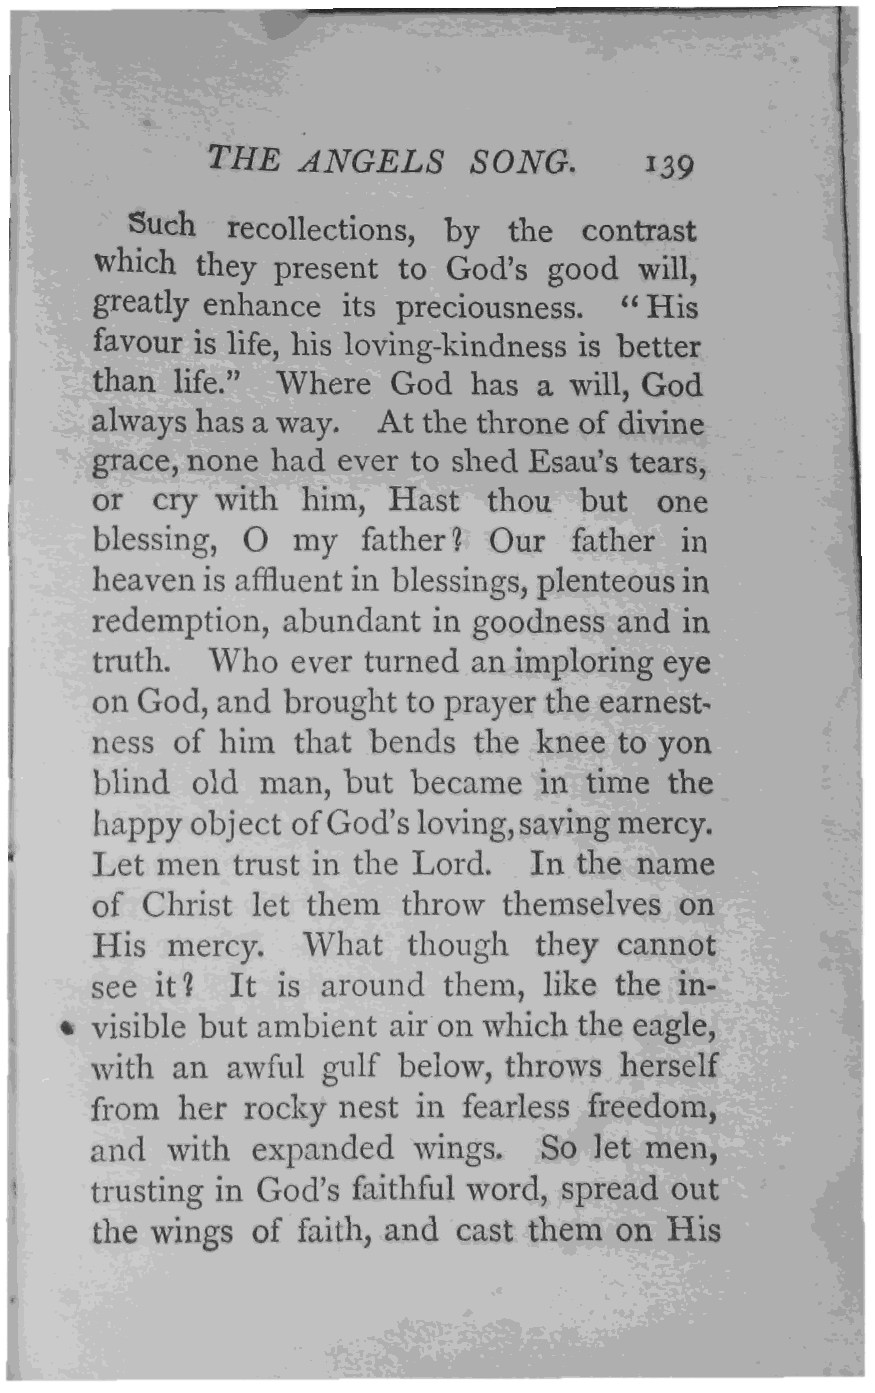 THE ANGELS SONG. 139
Such recollections, by the contrast
which they present to God's good will,
greatly enhance its preciousness. “His
favour is life, his loving-kindness is better
than life.” Where God has a will, God
always has a way. At the throne of divine
grace, none had ever to shed Esau's tears,
or cry with him, Hast thou but one
blessing, O my father? Our father in
heaven is affluent in blessings, plenteous in
redemption, abundant in goodness and in
truth. Who ever turned an imploring eye
on God, and brought to prayer the earnest-
ness of him that bends the knee to yon
blind old man, but became in time the
happy object of God's loving, saving mercy.
Let men trust in the Lord. In the name
of Christ let them throw themselves on
His mercy. What though they cannot
see it? It is around them, like the in-
visible but ambient air on which the eagle,
with an awful gulf below, throws herself
from her rocky nest in fearless freedom,
and with expanded wings. So let men,
trusting in God's faithful word, spread out
the wings of faith, and cast them on His